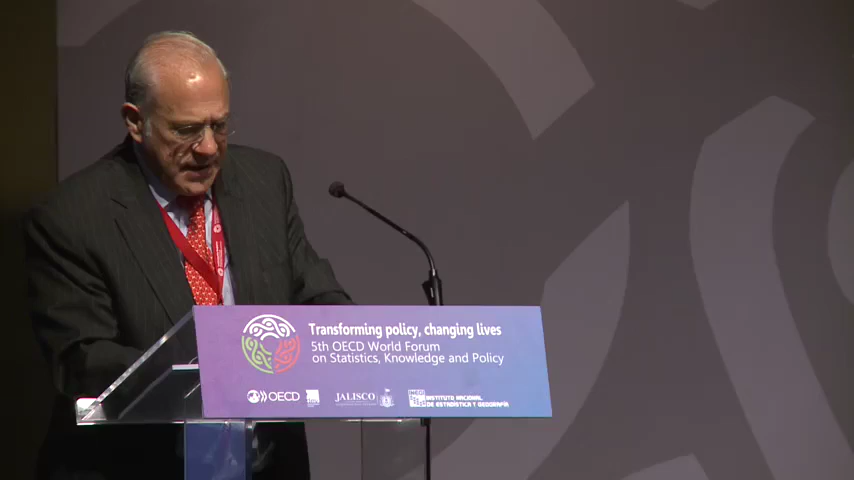 Transforming policy, changing lives
5th OECD World Forum
on Statistics, Knowledge and Policy
OECD
JALISCO
INEGI
INSTITUTO NACIONAL
DE ESTADÍSTICA Y GEOGRAFÍA